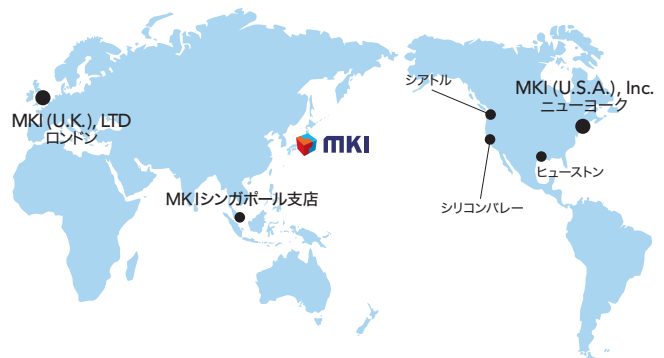 シアトル
MKI (U.S.A.), Inc.
ニューヨーク
MKI (U.K.), LTD
ロンドン
MKI
ヒューストン
MKIシンガポール支店
シリコンバレー